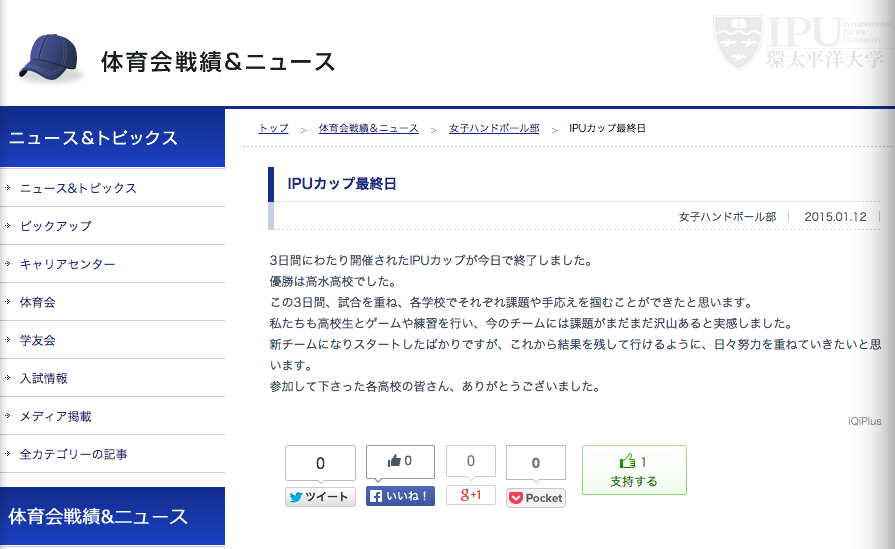 体育会戦績&ニュース
IPU INTERNATIONAL PACIFIC UNIVERSITY
環太平洋大学
ニュース&トピックス
ニュース&トピックス
ピックアップ
キャリアセンター
体育会
学友会
入試情報
メディア掲載
全カテゴリーの記事
体育会戦績&ニュース
トップ > 体育会戦績&ニュース > 女子ハンドボール部 > IPUカップ最終日
IPUカップ最終日
女子ハンドボール部 | 2015.01.12 |
3日間にわたり開催されたIPUカップが今日で終了しました。
優勝は高水高校でした。
この3日間、試合を重ね、各学校でそれぞれ課題や手応えを掴むことができたと思います。
私たちも高校生とゲームや練習を行い、今のチームには課題がまだまだ沢山あると実感しました。
新チームになりスタートしたばかりですが、これから結果を残して行けるように、日々努力を重ねていきたいと思
います。
参加して下さった各高校の皆さん、ありがとうございました。
iQiPlus
0 0 0 0 1
ツイート いいね！ g+1 Pocket 支持する